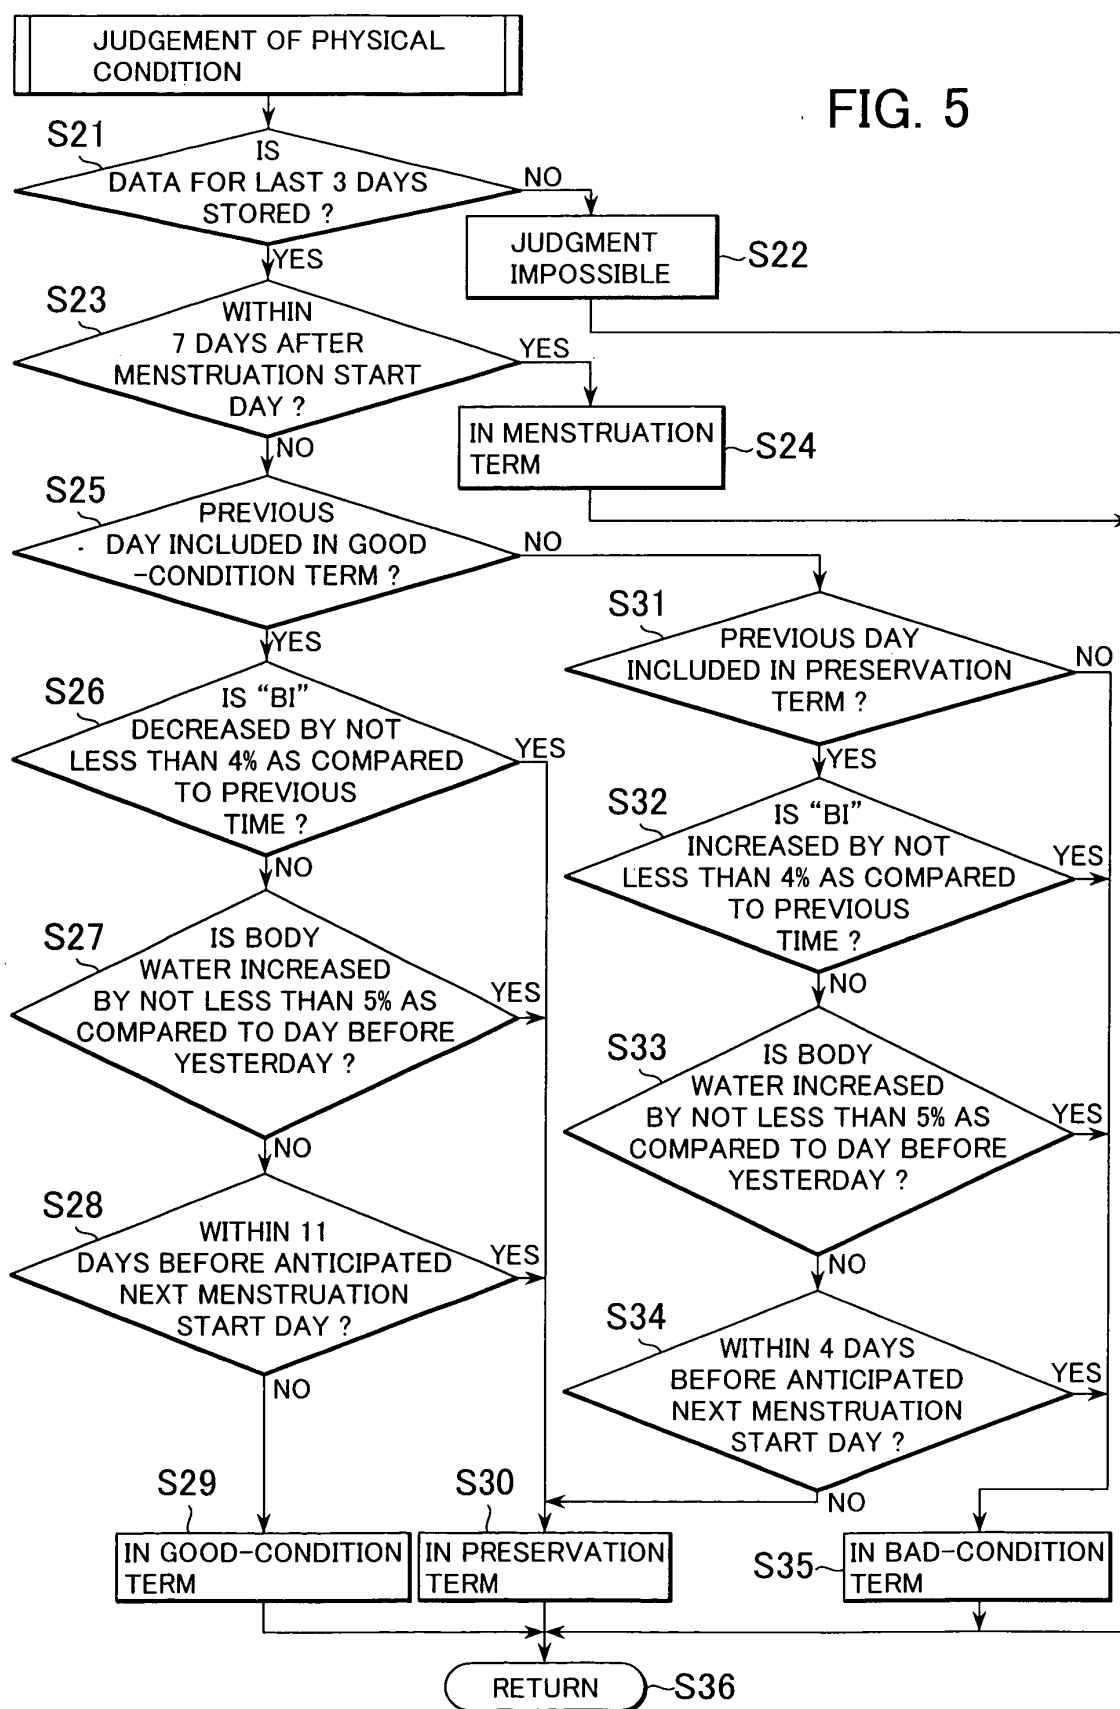 JUDGEMENT OF PHYSICAL
CONDITION
FIG. 5
S21
IS
DATA FOR LAST 3 DAYS
STORED ?
NO
YES
JUDGMENT
IMPOSSIBLE
S22
S23
WITHIN
7 DAYS AFTER
MENSTRUATION START
DAY ?
YES
NO
IN MENSTRUATION
TERM
S24
S25
PREVIOUS
DAY INCLUDED IN GOOD
-CONDITION TERM ?
NO
YES
S26
IS “BI”
DECREASED BY NOT
LESS THAN 4% AS COMPARED
TO PREVIOUS
TIME ?
YES
NO
S27
IS BODY
WATER INCREASED
BY NOT LESS THAN 5% AS
COMPARED TO DAY BEFORE
YESTERDAY ?
YES
NO
S28
WITHIN 11
DAYS BEFORE ANTICIPATED
NEXT MENSTRUATION
START DAY ?
YES
NO
S31
PREVIOUS DAY
INCLUDED IN PRESERVATION
TERM ?
NO
YES
S32
IS “BI”
INCREASED BY NOT
LESS THAN 4% AS COMPARED
TO PREVIOUS
TIME ?
YES
NO
S33
IS BODY
WATER INCREASED
BY NOT LESS THAN 5% AS
COMPARED TO DAY BEFORE
YESTERDAY ?
YES
NO
S34
WITHIN 4 DAYS
BEFORE ANTICIPATED
NEXT MENSTRUATION
START DAY ?
YES
NO
S29
IN GOOD-CONDITION
TERM
S30
IN PRESERVATION
TERM
S35
IN BAD-CONDITION
TERM
RETURN
S36